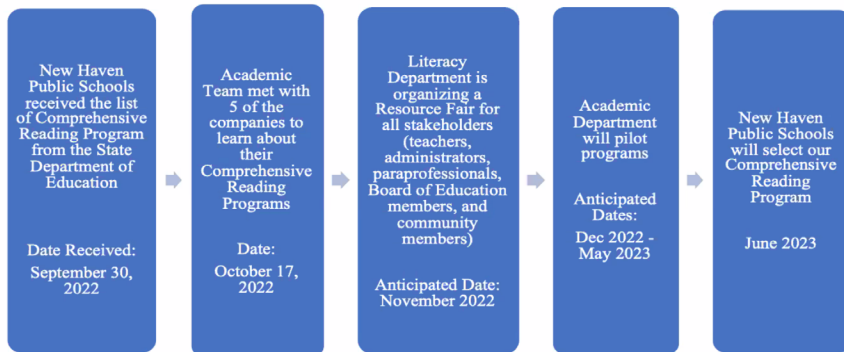 New Haven
Public Schools
received the list
of Comprehensive
Reading Program
from the State
Department of
Education
Date Received:
September 30,
2022
Academic
Team met with
5 of the
companies to
learn about
their
Comprehensive
Reading
Programs
Date:
October 17,
2022
Literacy
Department is
organizing a
Resource Fair for
all stakeholders
(teachers,
administrators,
paraprofessionals,
Board of Education
members, and
community
members)
Anticipated Date:
November 2022
Academic
Department
will pilot
programs
Anticipated
Dates:
Dec 2022 -
May 2023
New Haven
Public Schools
will select our
Comprehensive
Reading
Program
June 2023